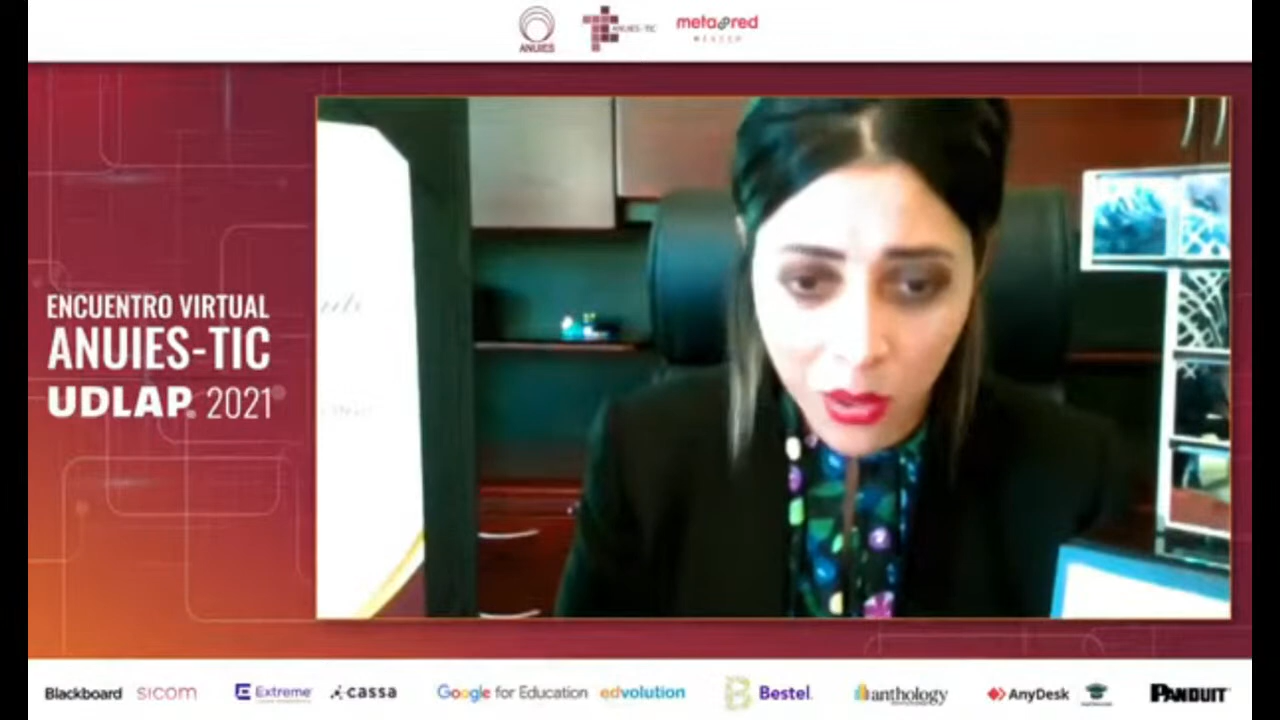 ANUIES
ANUIES-TIC
metared
MÉXICO
ENCUENTRO VIRTUAL
ANUIES-TIC
UDLAP. 2021
Blackboard
sicom
Extreme
cassa
Google for Education
edvolution
Bestel
anthology
AnyDesk
PANDUIT